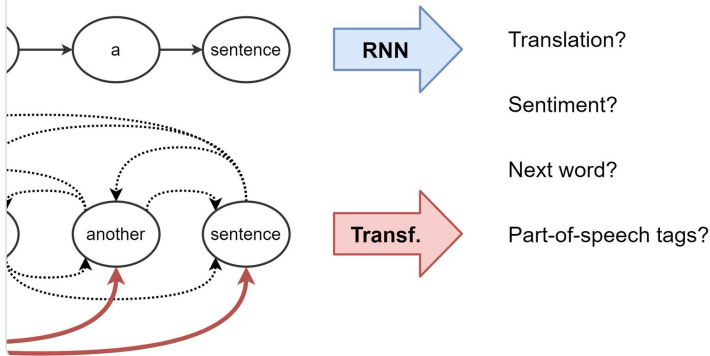 a
sentence
RNN
Translation?
Sentiment?
Next word?
another
sentence
Transf.
Part-of-speech tags?